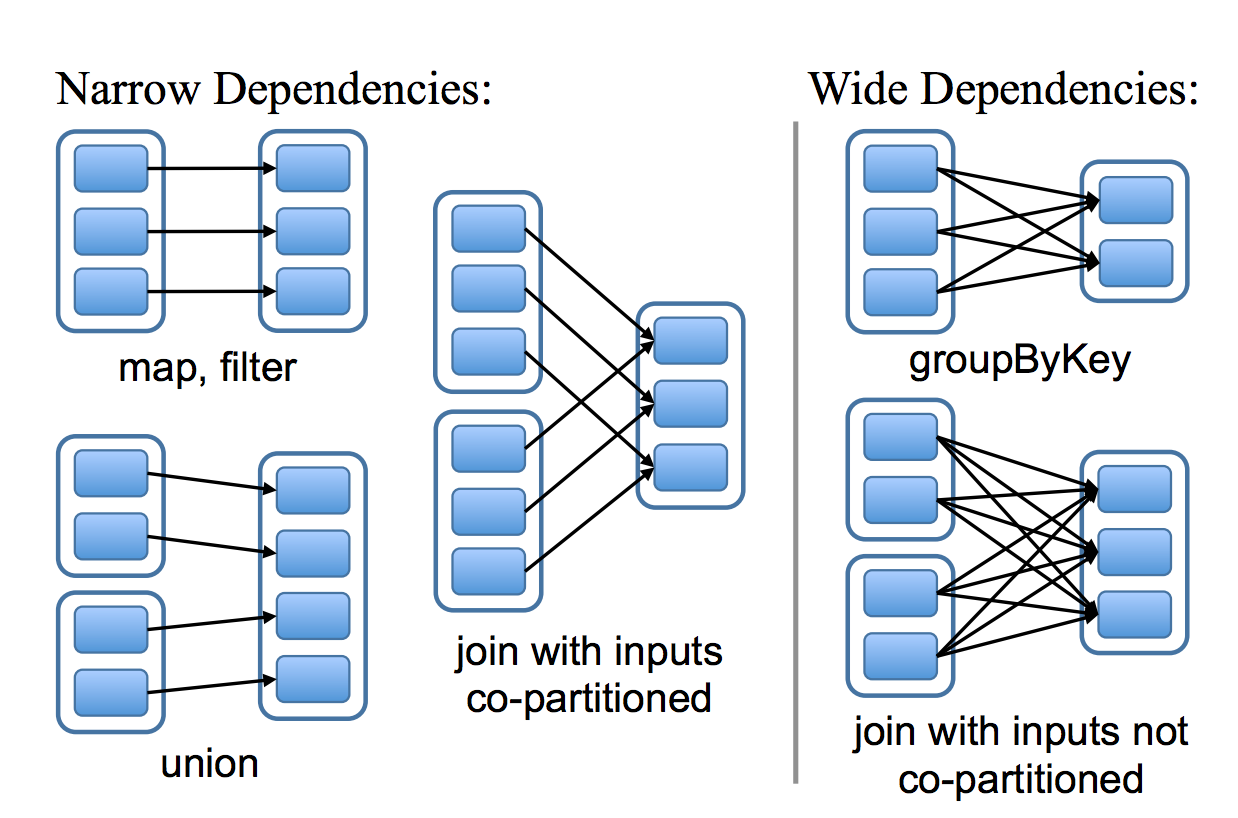 Narrow Dependencies:
map, filter
union
join with inputs
co-partitioned
Wide Dependencies:
groupByKey
join with inputs not
co-partitioned